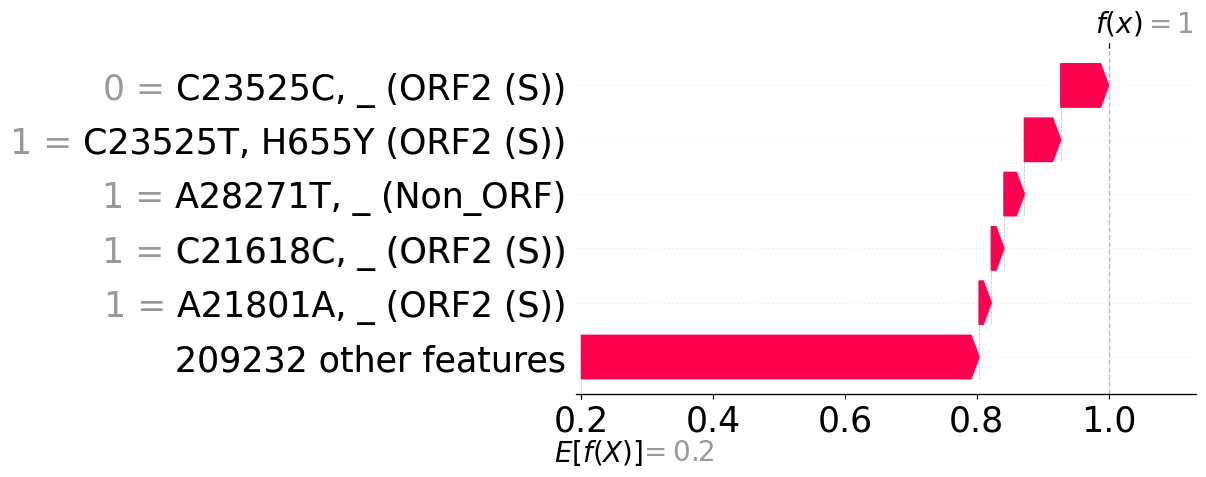 f(x) = 1
0 = C23525C, _ (ORF2 (S))
1 = C23525T, H655Y (ORF2 (S))
1 = A28271T, _ (Non_ORF)
1 = C21618C, _ (ORF2 (S))
1 = A21801A, _ (ORF2 (S))
209232 other features
0.2 0.4 0.6 0.8 1.0
E[f(X)] = 0.2